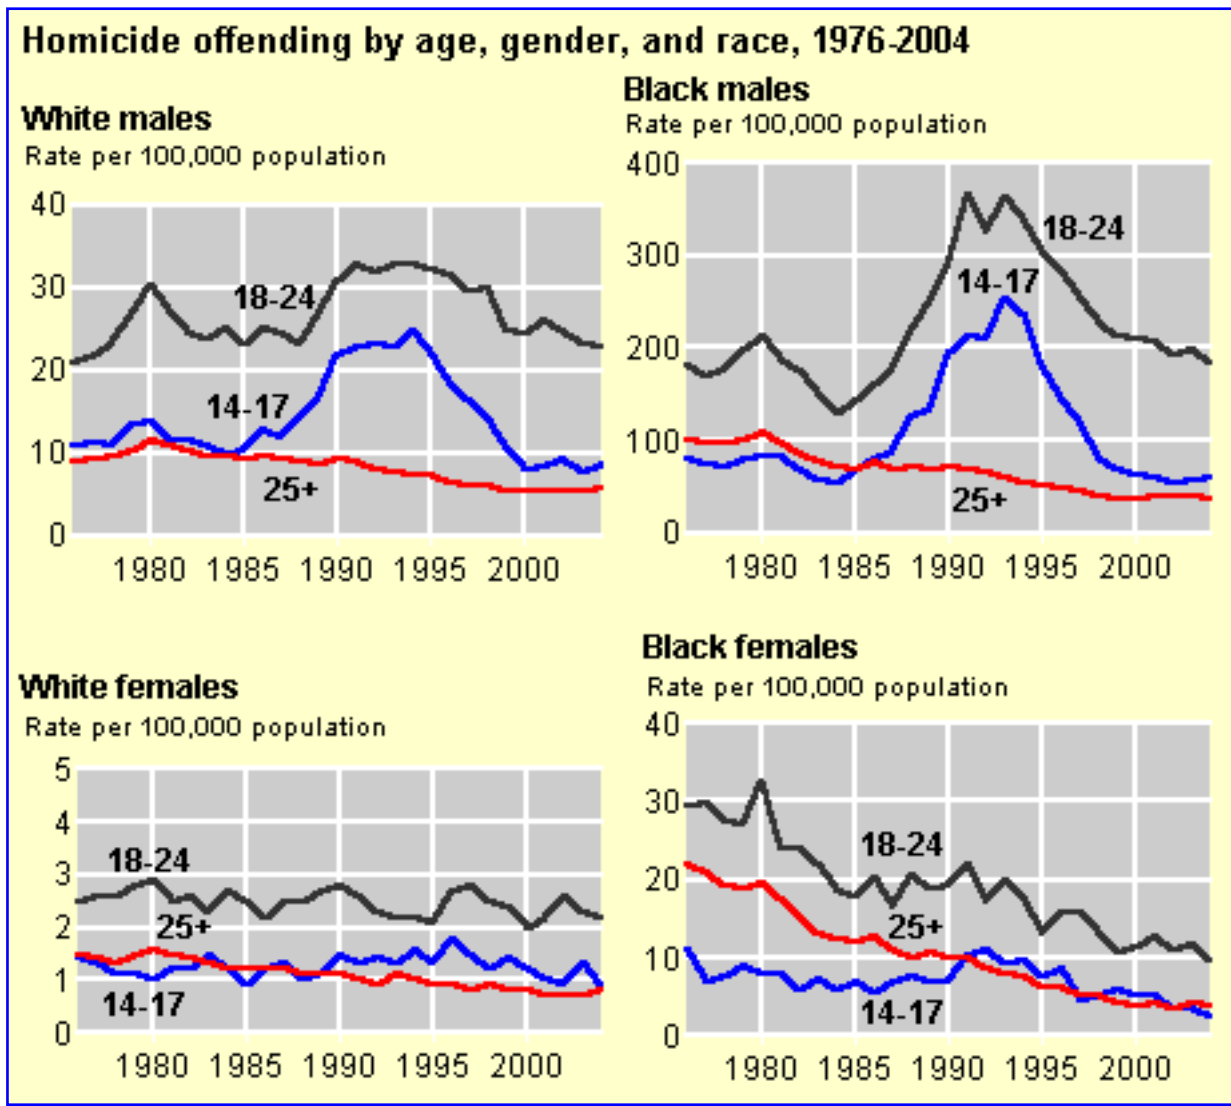 Homicide offending by age, gender, and race, 1976-2004
White males
Rate per 100,000 population
40
30
20
10
0
18-24
14-17
25+
1980 1985 1990 1995 2000
Black males
Rate per 100,000 population
400
300
200
100
0
18-24
14-17
25+
1980 1985 1990 1995 2000
White females
Rate per 100,000 population
5
4
3
2
1
0
18-24
25+
14-17
1980 1985 1990 1995 2000
Black females
Rate per 100,000 population
40
30
20
10
0
18-24
25+
14-17
1980 1985 1990 1995 2000